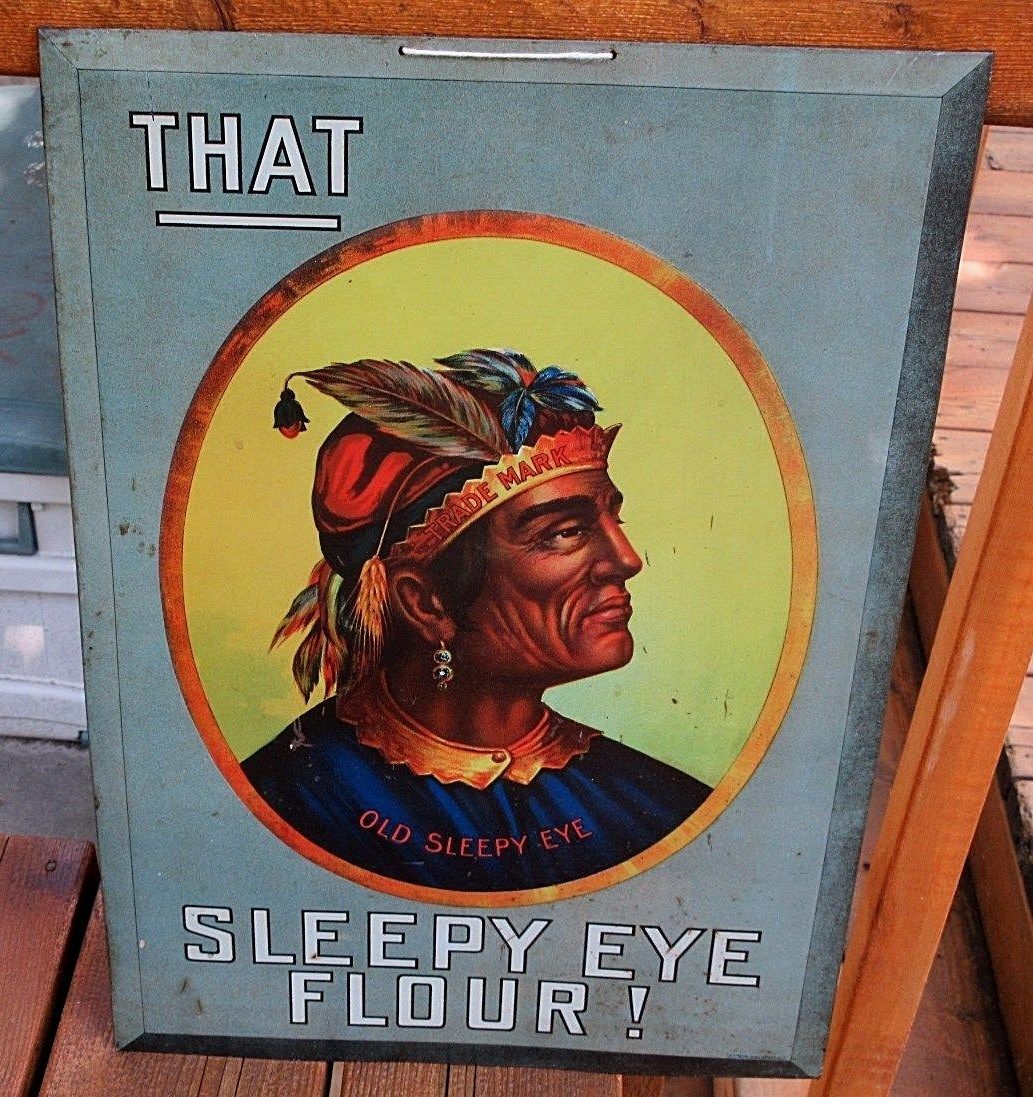 THAT
TRADE MARK
OLD SLEEPY EYE
SLEEPY EYE
FLOUR!